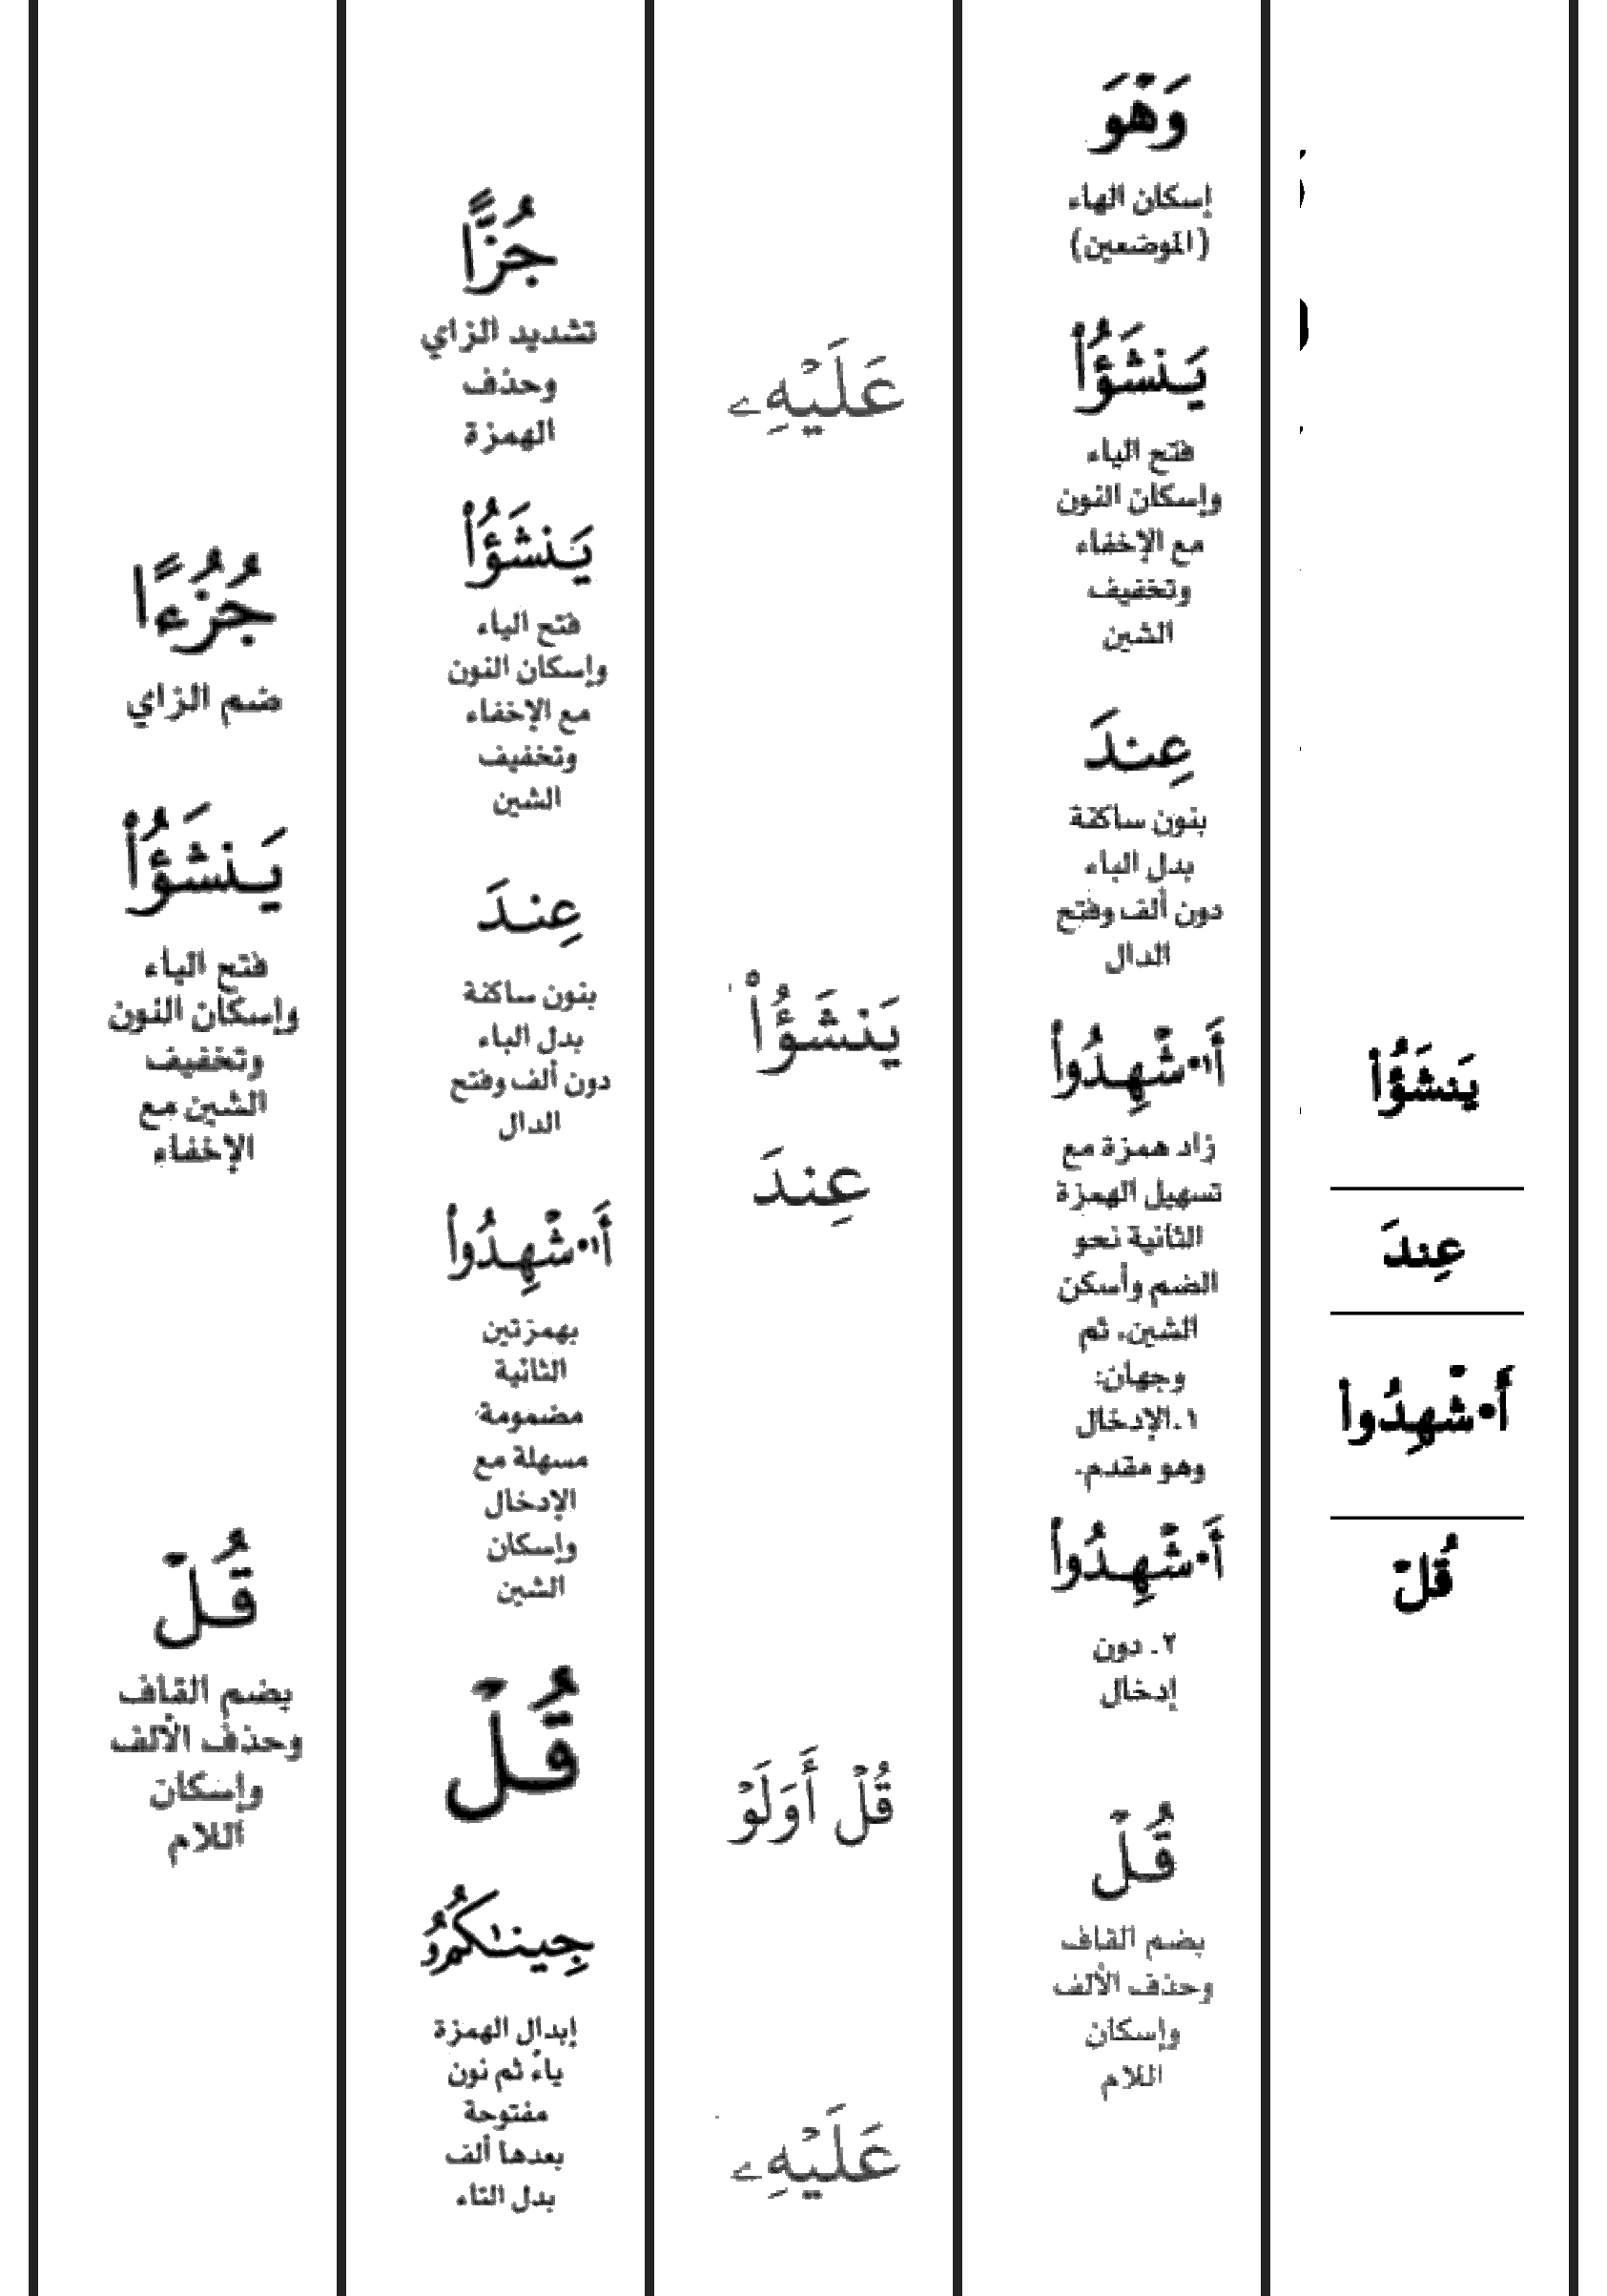 وَهْوَ
إسكان الهاء
(الموضعين)
يَنشَؤُاْ
فتح الياء
وإسكان النون
مع الإخفاء
وتخفيف
الشين
عِندَ
بنون ساكنة
بدل الباء
دون ألف وفتح
الدال
أَا۬شْهِدُواْ
زاد همزة مع
تسهيل الهمزة
الثانية نحو
الضم وأسكن
الشين، ثم
وجهان:
١.الإدخال
وهو مقدم.
أَ۬شْهِدُواْ
٢. دون
إدخال
قُلْ
بضم القاف
وحذف الألف
وإسكان
اللام
يَنشَؤُاْ
عِندَ
أَ۬شْهِدُوا
قُلْ
عَلَيْهِۦ
يَنشَؤُاْ
عِندَ
قُلْ أَوَلَوْ
عَلَيْهِۦ
جُزًّا
تشديد الزاي
وحذف
الهمزة
يَنشَؤُاْ
فتح الياء
وإسكان النون
مع الإخفاء
وتخفيف
الشين
عِندَ
بنون ساكنة
بدل الباء
دون ألف وفتح
الدال
أَا۬شْهِدُواْ
بهمزتين
الثانية
مضمومة
مسهلة مع
الإدخال
وإسكان
الشين
قُلْ
جِينَٰكُمُۥ
إبدال الهمزة
ياءً ثم نون
مفتوحة
بعدها ألف
بدل التاء
جُزُءًا
ضم الزاي
يَنشَؤُاْ
فتح الياء
وإسكان النون
وتخفيف
الشين مع
الإخفاء
قُلْ
بضم القاف
وحذف الألف
وإسكان
اللام